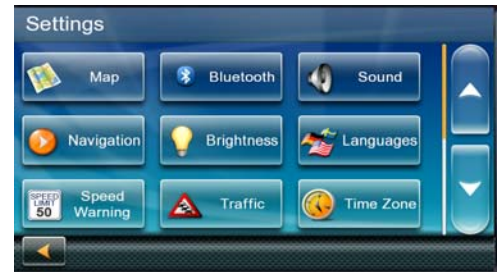 Settings
Map
Bluetooth
Sound
Navigation
Brightness
Languages
SPEED
LIMIT
50
Speed
Warning
Traffic
Time Zone